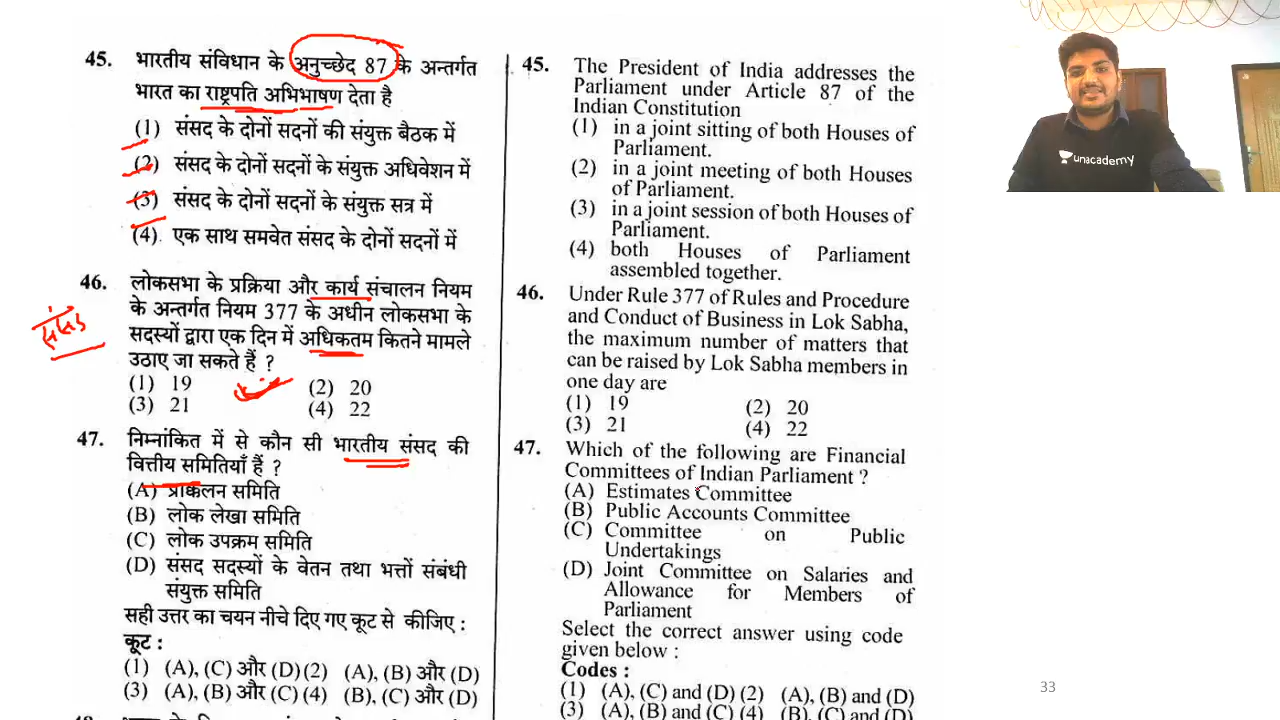 45. भारतीय संविधान के अनुच्छेद 87 के अन्तर्गत
भारत का राष्ट्रपति अभिभाषण देता है
(1) संसद के दोनों सदनों की संयुक्त बैठक में
(2) संसद के दोनों सदनों के संयुक्त अधिवेशन में
(3) संसद के दोनों सदनों के संयुक्त सत्र में
(4). एक साथ समवेत संसद के दोनों सदनों में
46. लोकसभा के प्रक्रिया और कार्य संचालन नियम
के अन्तर्गत नियम 377 के अधीन लोकसभा के
सदस्यों द्वारा एक दिन में अधिकतम कितने मामले
उठाए जा सकते हैं ?
(1) 19 (2) 20
(3) 21 (4) 22
47. निम्नांकित में से कौन सी भारतीय संसद की
वित्तीय समितियाँ हैं ?
(A) प्राक्कलन समिति
(B) लोक लेखा समिति
(C) लोक उपक्रम समिति
(D) संसद सदस्यों के वेतन तथा भत्तों संबंधी
संयुक्त समिति
सही उत्तर का चयन नीचे दिए गए कूट से कीजिए :
कूट :
(1) (A), (C) और (D) (2) (A), (B) और (D)
(3) (A), (B) और (C) (4) (B), (C) और (D)
45. The President of India addresses the
Parliament under Article 87 of the
Indian Constitution
(1) in a joint sitting of both Houses of
Parliament.
(2) in a joint meeting of both Houses
of Parliament.
(3) in a joint session of both Houses of
Parliament.
(4) both Houses of Parliament
assembled together.
46. Under Rule 377 of Rules and Procedure
and Conduct of Business in Lok Sabha,
the maximum number of matters that
can be raised by Lok Sabha members in
one day are
(1) 19 (2) 20
(3) 21 (4) 22
47. Which of the following are Financial
Committees of Indian Parliament ?
(A) Estimates Committee
(B) Public Accounts Committee
(C) Committee on Public
Undertakings
(D) Joint Committee on Salaries and
Allowance for Members of
Parliament
Select the correct answer using code
given below :
Codes :
(1) (A), (C) and (D) (2) (A), (B) and (D)
(3) (A), (B) and (C) (4) (B), (C) and (D)
unacademy
33